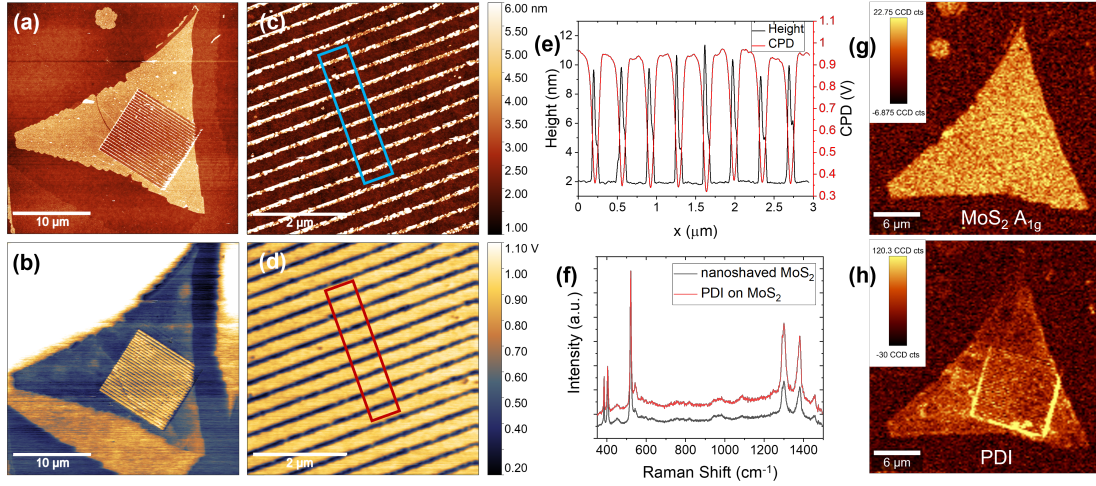 (a)
10 μm
(c)
2 μm
6.00 nm
5.00
4.50
4.00
3.50
3.00
2.50
2.00
1.00
(b)
10 μm
(d)
2 μm
1.10 V
1.00
0.90
0.80
0.70
0.60
0.50
0.40
0.20
(e)
Height
CPD
12
10
8
6
4
2
Height (nm)
1.1
1
0.9
0.8
0.7
0.6
0.5
0.4
0.3
CPD (V)
0 0.5 1 1.5 2 2.5 3
x (μm)
(f)
nanoshaved MoS2
PDI on MoS2
Intensity (a.u.)
400 600 800 1000 1200 1400
Raman Shift (cm-1)
22.75 CCD cts
-6.875 CCD cts
(g)
6 μm
MoS2 A1g
120.3 CCD cts
-30 CCD cts
(h)
6 μm
PDI